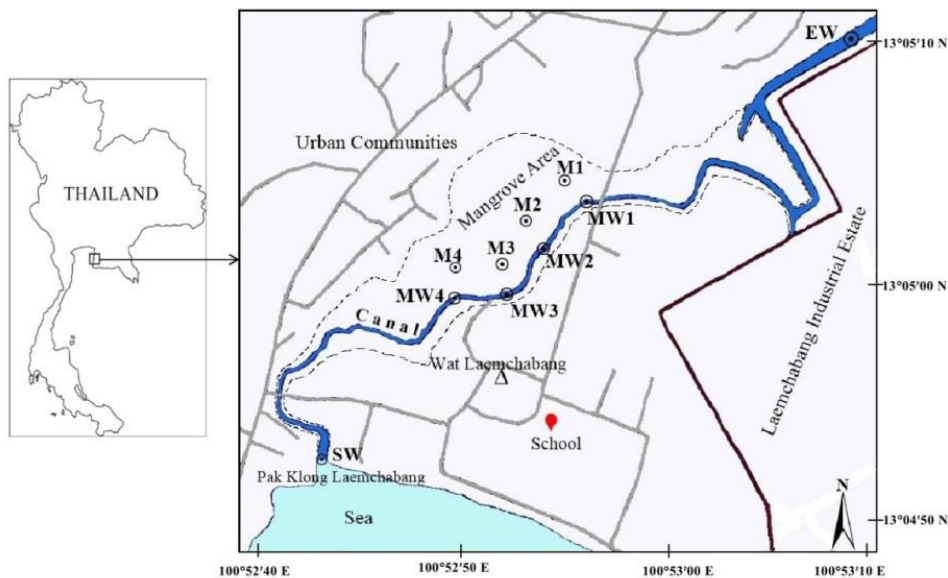 THAILAND
EW
13°05'10 N
Urban Communities
Mangrove Area
M1
M2
MW1
M3
MW2
M4
MW4
MW3
13°05'00 N
Canal
Laemchabang Industrial Estate
Wat Laemchabang
School
SW
Pak Klong Laemchabang
Sea
N
13°04'50 N
100°52'40 E
100°52'50 E
100°53'00 E
100°53'10 E